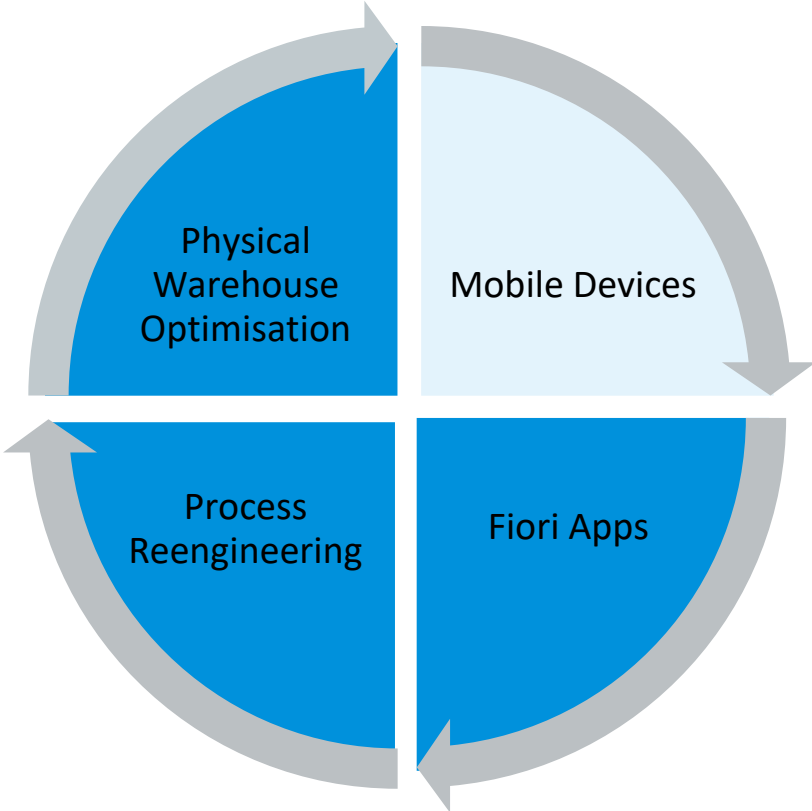 Physical
Warehouse
Optimisation
Mobile Devices
Process
Reengineering
Fiori Apps